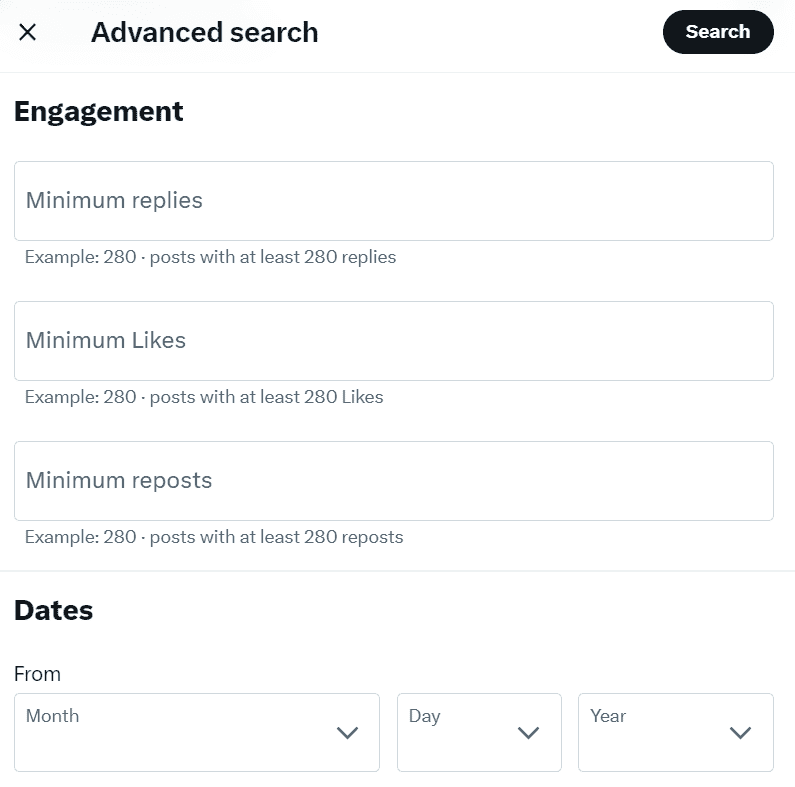 Advanced search
Search
Engagement
Minimum replies
Example: 280 · posts with at least 280 replies
Minimum Likes
Example: 280 · posts with at least 280 Likes
Minimum reposts
Example: 280 · posts with at least 280 reposts
Dates
From
Month
Day
Year